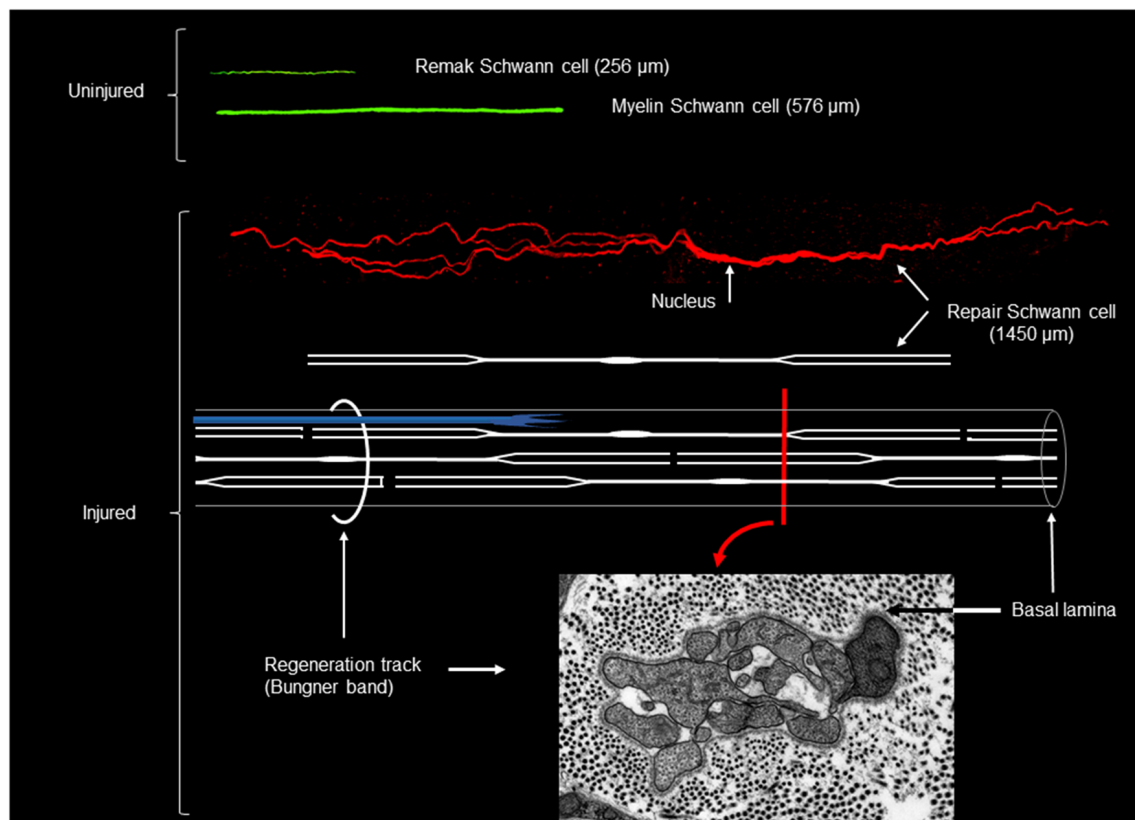 Uninjured
Remak Schwann cell (256 µm)
Myelin Schwann cell (576 µm)
Injured
Nucleus
Repair Schwann cell
(1450 µm)
Regeneration track
(Bungner band)
Basal lamina